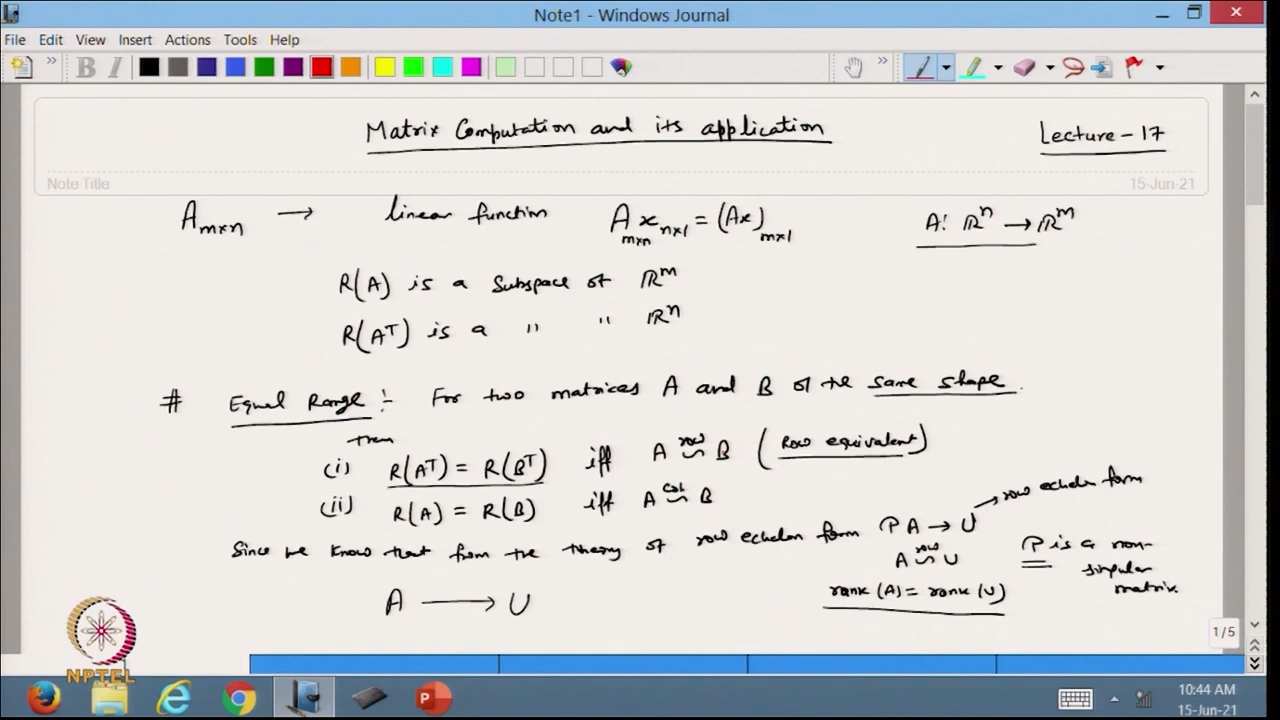 Note1 - Windows Journal
File Edit View Insert Actions Tools Help
Matrix Computation and its application
Lecture - 17
Note Title
15-Jun-21
A m×n → linear function A m×n x n×1 = (Ax) m×1 A: ℝⁿ → ℝᵐ
R(A) is a subspace of ℝᵐ
R(Aᵀ) is a " " ℝⁿ
# Equal Range :- For two matrices A and B of the same shape.
then
(i) R(Aᵀ) = R(Bᵀ) iff A row ~ B (Row equivalent)
(ii) R(A) = R(B) iff A col ~ B
Since we know that from the theory of row echelon form PA → U → row echelon form
A row ~ U
P is a non-singular matrix.
rank(A) = rank(U)
A → U
1/5
NPTEL
10:44 AM
15-Jun-21